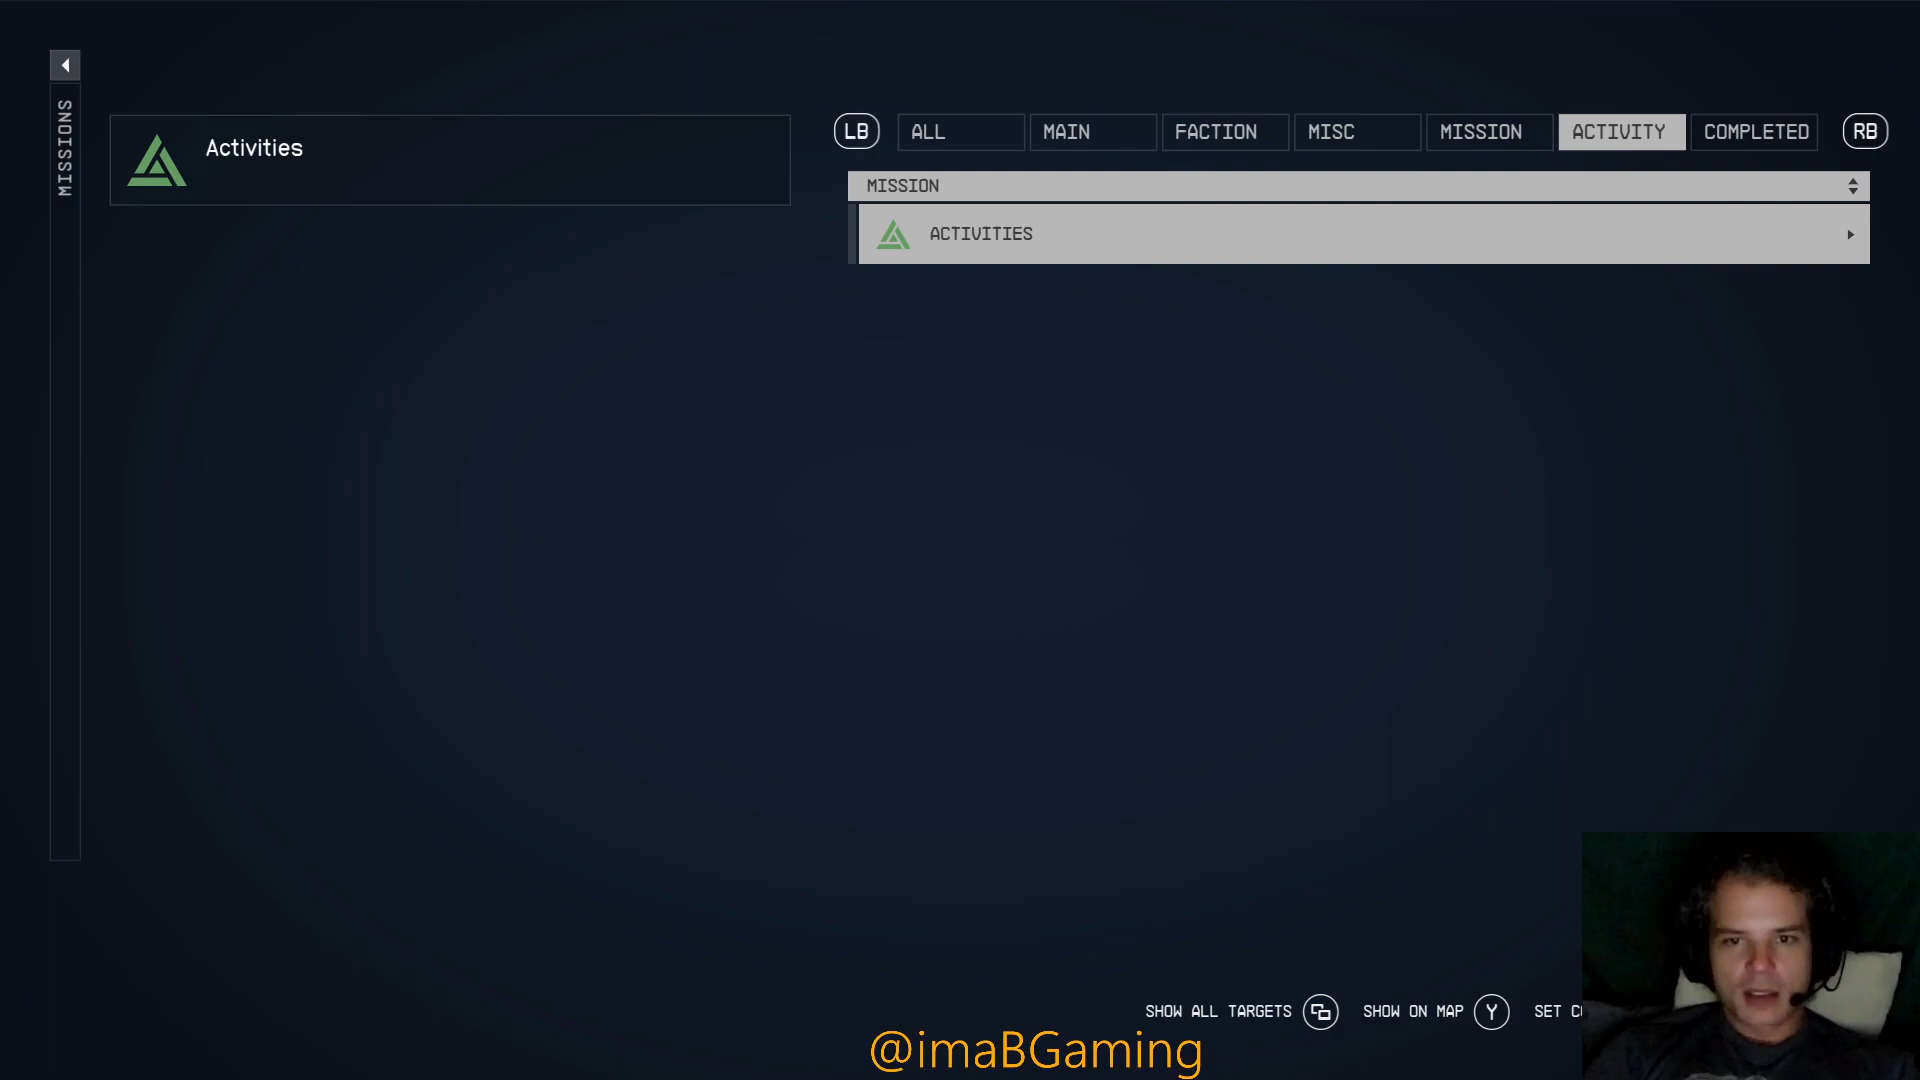 MISSIONS
Activities
LB ALL MAIN FACTION MISC MISSION ACTIVITY COMPLETED RB
MISSION
ACTIVITIES
SHOW ALL TARGETS SHOW ON MAP Y SET
@imaBGaming